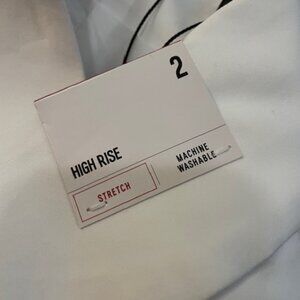 2
HIGH RISE
STRETCH
MACHINE
WASHABLE